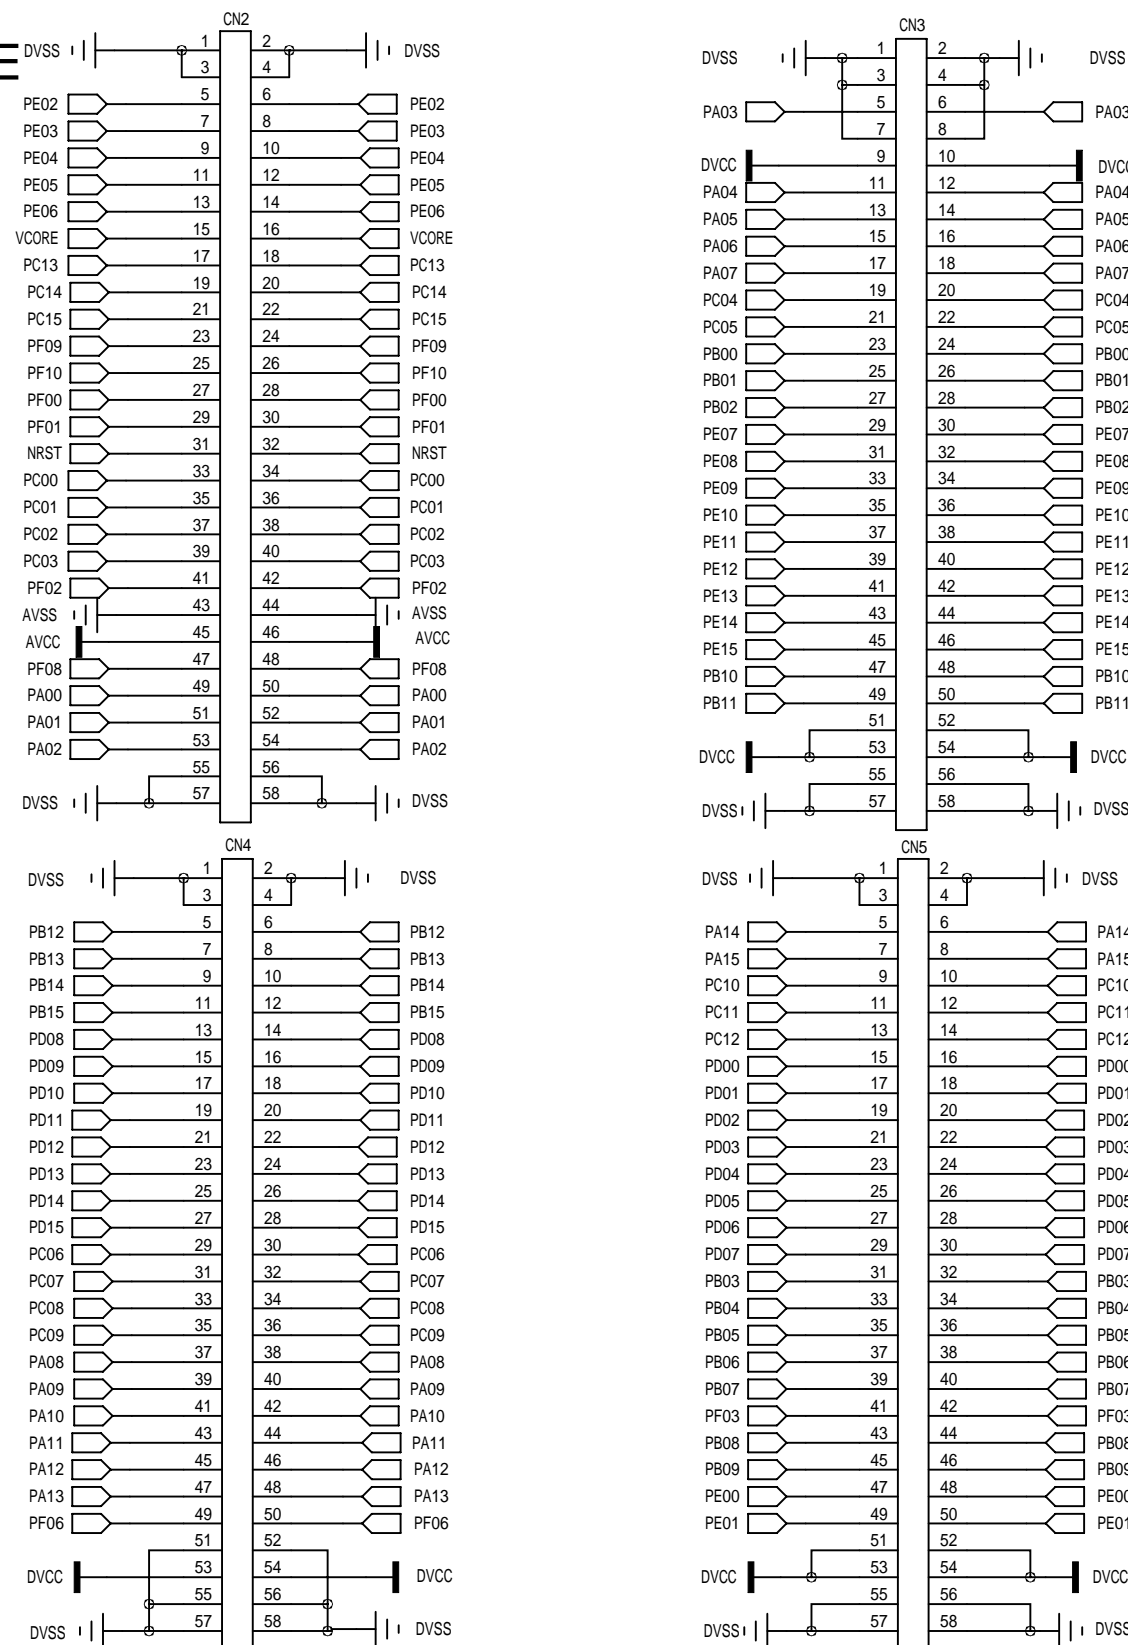 CN2
DVSS 1 2 DVSS
3 4
PE02 5 6 PE02
PE03 7 8 PE03
PE04 9 10 PE04
PE05 11 12 PE05
PE06 13 14 PE06
VCORE 15 16 VCORE
PC13 17 18 PC13
PC14 19 20 PC14
PC15 21 22 PC15
PF09 23 24 PF09
PF10 25 26 PF10
PF00 27 28 PF00
PF01 29 30 PF01
NRST 31 32 NRST
PC00 33 34 PC00
PC01 35 36 PC01
PC02 37 38 PC02
PC03 39 40 PC03
PF02 41 42 PF02
AVSS 43 44 AVSS
AVCC 45 46 AVCC
PF08 47 48 PF08
PA00 49 50 PA00
PA01 51 52 PA01
PA02 53 54 PA02
55 56
DVSS 57 58 DVSS
CN3
DVSS 1 2 DVSS
3 4
PA03 5 6 PA03
7 8
DVCC 9 10 DVCC
PA04 11 12 PA04
PA05 13 14 PA05
PA06 15 16 PA06
PA07 17 18 PA07
PC04 19 20 PC04
PC05 21 22 PC05
PB00 23 24 PB00
PB01 25 26 PB01
PB02 27 28 PB02
PE07 29 30 PE07
PE08 31 32 PE08
PE09 33 34 PE09
PE10 35 36 PE10
PE11 37 38 PE11
PE12 39 40 PE12
PE13 41 42 PE13
PE14 43 44 PE14
PE15 45 46 PE15
PB10 47 48 PB10
PB11 49 50 PB11
51 52
DVCC 53 54 DVCC
55 56
DVSS 57 58 DVSS
CN4
DVSS 1 2 DVSS
3 4
PB12 5 6 PB12
PB13 7 8 PB13
PB14 9 10 PB14
PB15 11 12 PB15
PD08 13 14 PD08
PD09 15 16 PD09
PD10 17 18 PD10
PD11 19 20 PD11
PD12 21 22 PD12
PD13 23 24 PD13
PD14 25 26 PD14
PD15 27 28 PD15
PC06 29 30 PC06
PC07 31 32 PC07
PC08 33 34 PC08
PC09 35 36 PC09
PA08 37 38 PA08
PA09 39 40 PA09
PA10 41 42 PA10
PA11 43 44 PA11
PA12 45 46 PA12
PA13 47 48 PA13
PF06 49 50 PF06
51 52
DVCC 53 54 DVCC
55 56
DVSS 57 58 DVSS
CN5
DVSS 1 2 DVSS
3 4
PA14 5 6 PA14
PA15 7 8 PA15
PC10 9 10 PC10
PC11 11 12 PC11
PC12 13 14 PC12
PD00 15 16 PD00
PD01 17 18 PD01
PD02 19 20 PD02
PD03 21 22 PD03
PD04 23 24 PD04
PD05 25 26 PD05
PD06 27 28 PD06
PD07 29 30 PD07
PB03 31 32 PB03
PB04 33 34 PB04
PB05 35 36 PB05
PB06 37 38 PB06
PB07 39 40 PB07
PF03 41 42 PF03
PB08 43 44 PB08
PB09 45 46 PB09
PE00 47 48 PE00
PE01 49 50 PE01
51 52
DVCC 53 54 DVCC
55 56
DVSS 57 58 DVSS